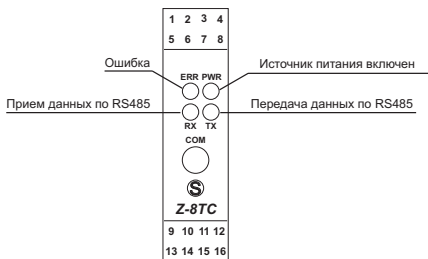 1 2 3 4
5 6 7 8
Ошибка
ERR PWR
Источник питания включен
Прием данных по RS485
Передача данных по RS485
RX TX
COM
S
Z-8TC
9 10 11 12
13 14 15 16